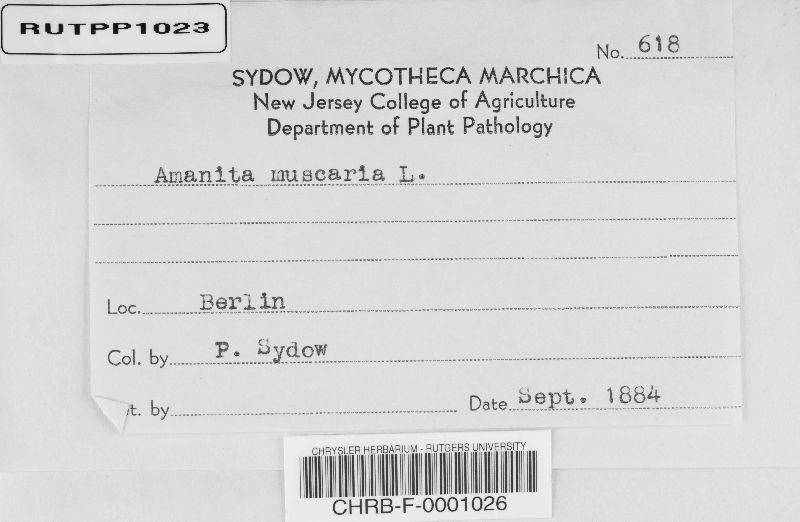 RUTPP1023
No. 618
SYDOW, MYCOTHECA MARCHICA
New Jersey College of Agriculture
Department of Plant Pathology
Amanita muscaria L.
Loc. Berlin
Col. by P. Sydow
t. by Date Sept. 1884
CHRYSLER HERBARIUM - RUTGERS UNIVERSITY
CHRB-F-0001026